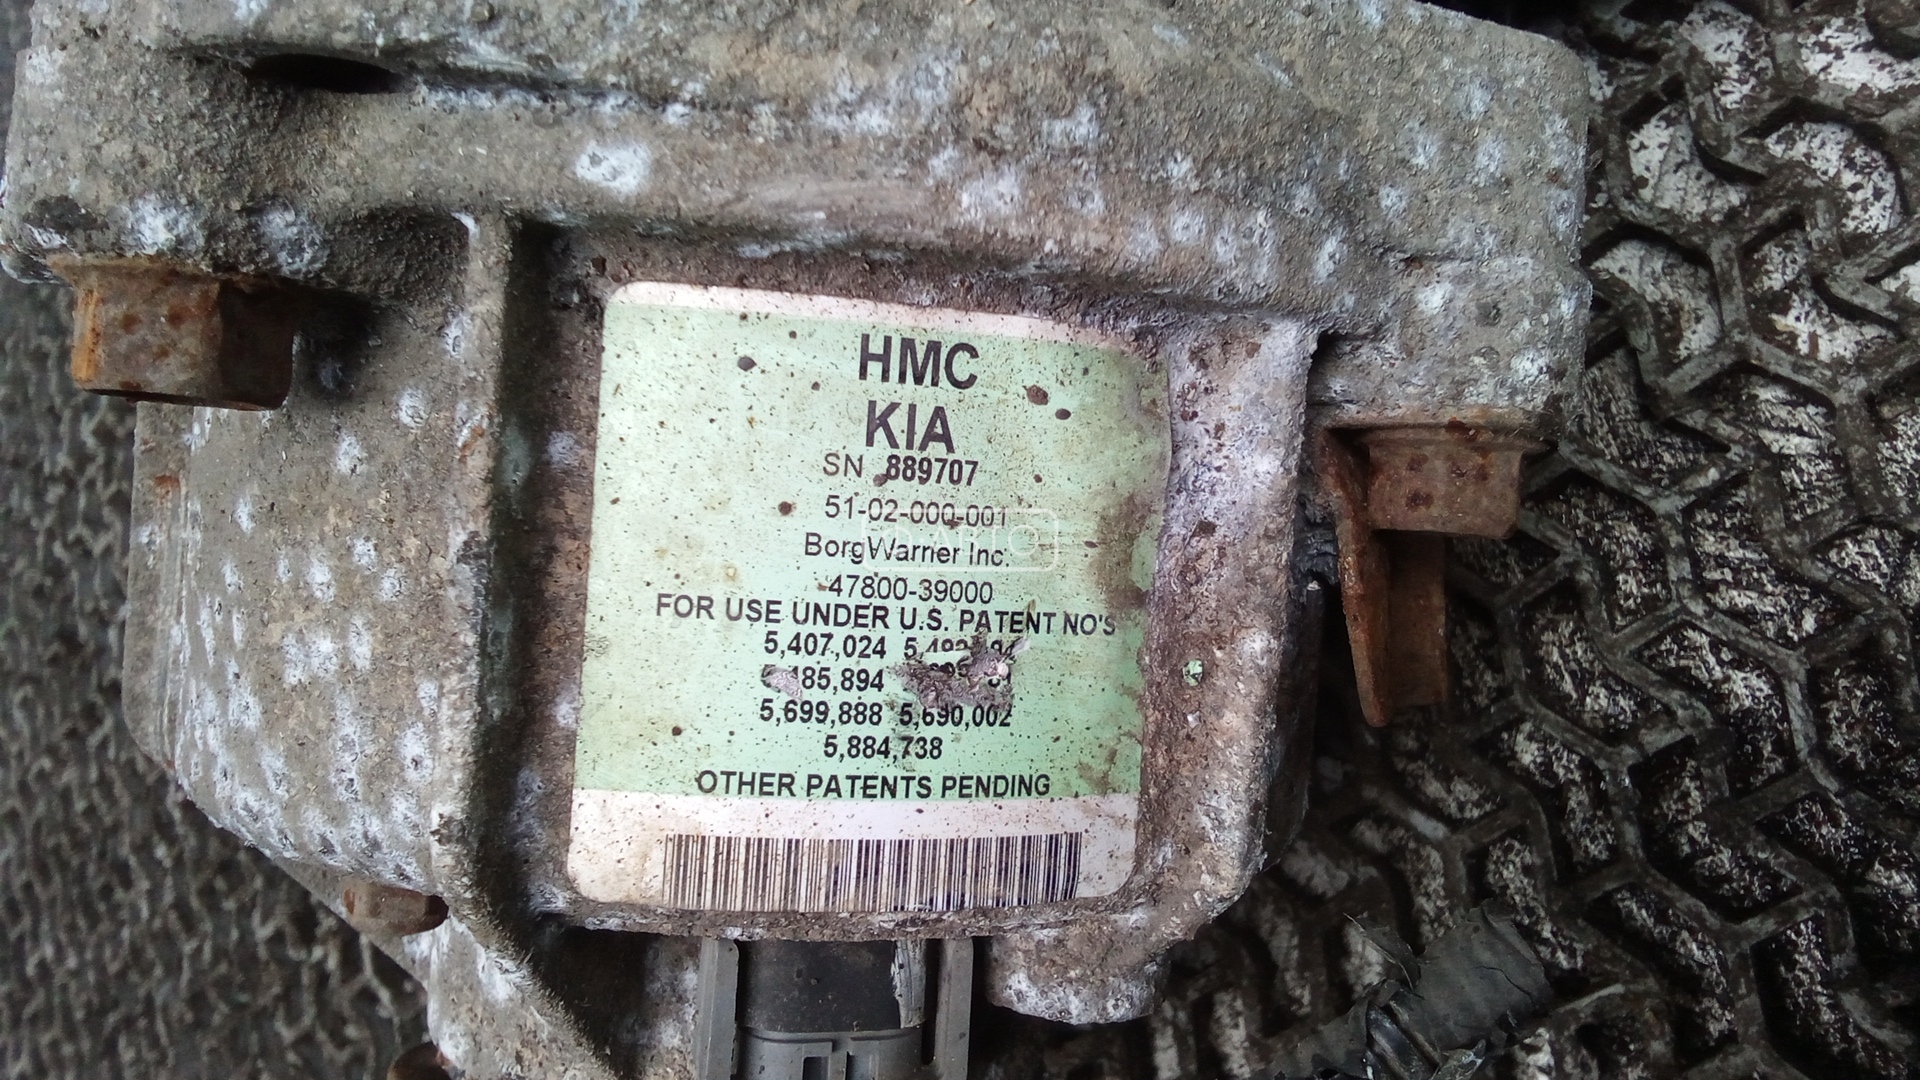 HMC
KIA
SN 889707
51-02-000-001
BorgWarner Inc.
47800-39000
FOR USE UNDER U.S. PATENT NO'S
5,407,024
85,894
5,699,888 5,690,002
5,884,738
OTHER PATENTS PENDING